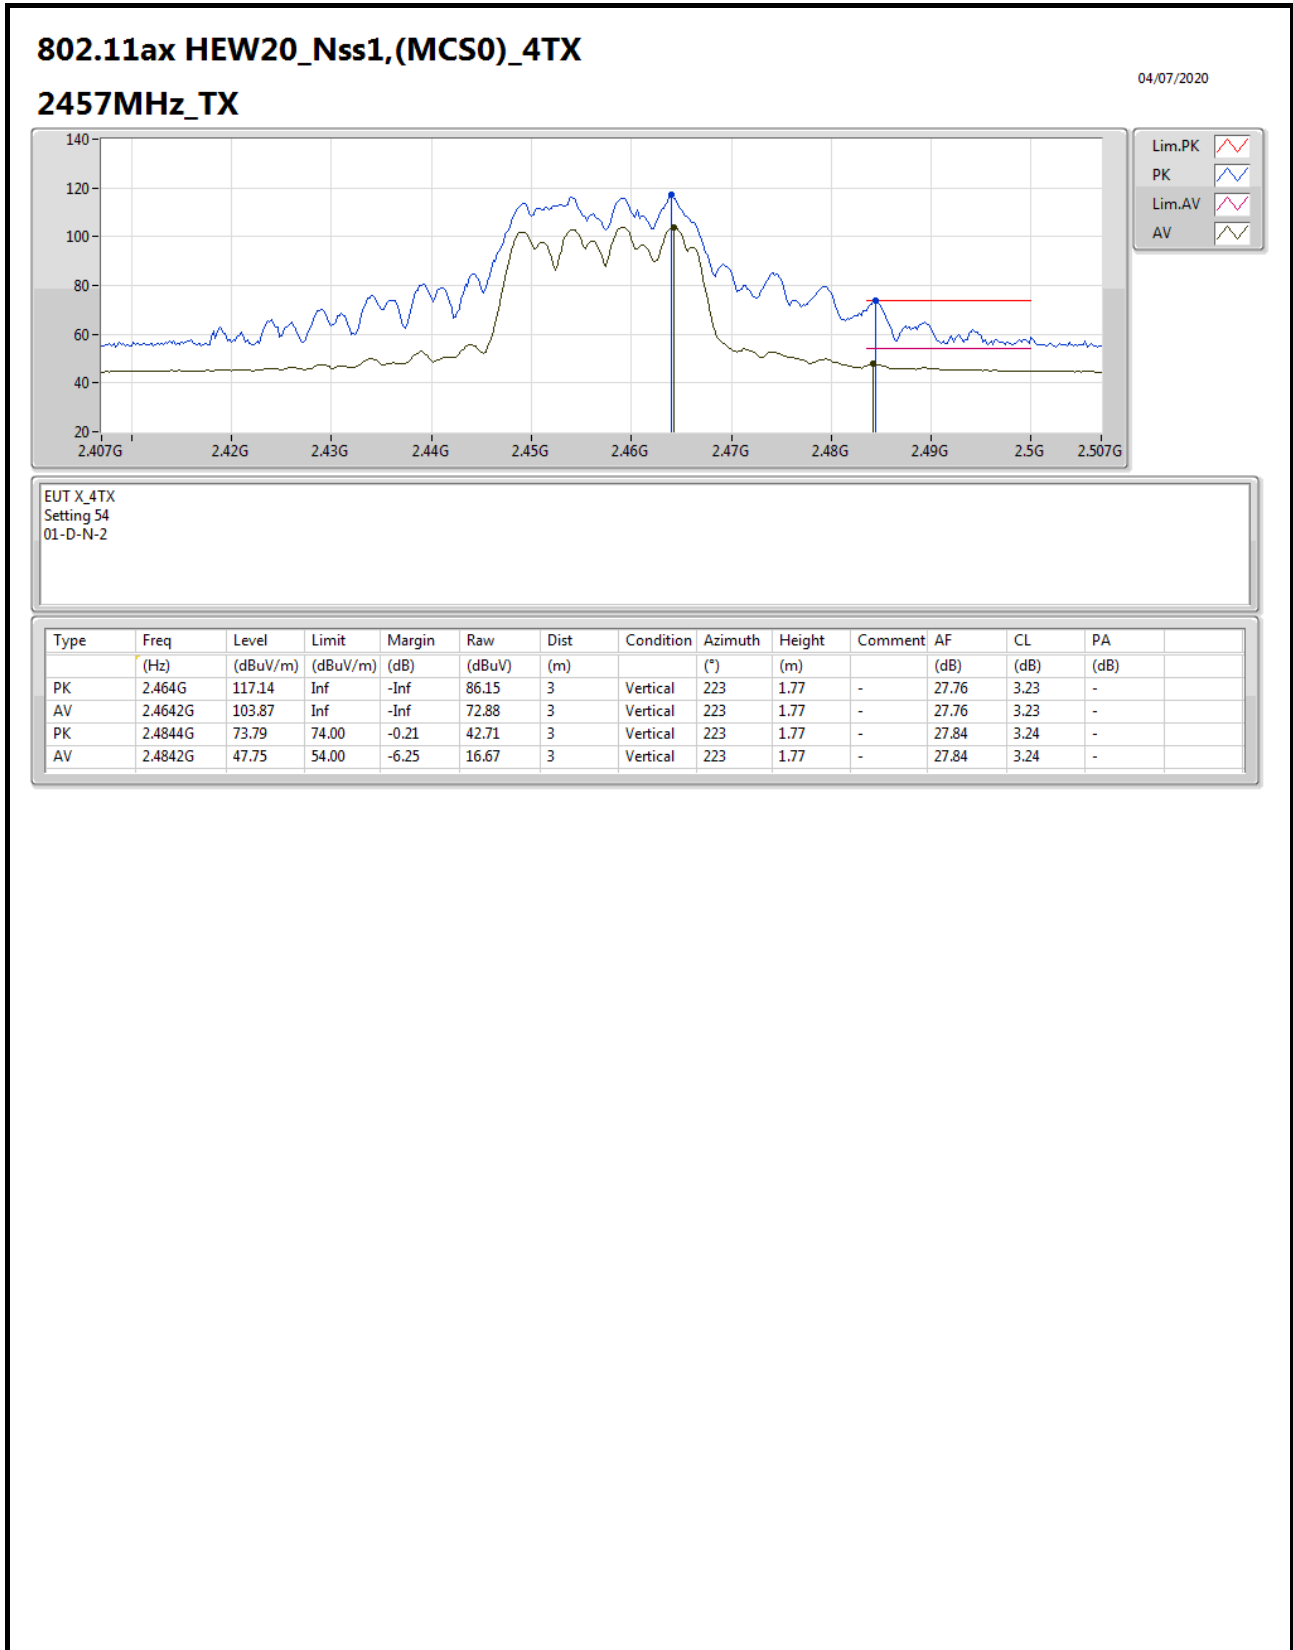 802.11ax HEW20_Nss1,(MCS0)_4TX
04/07/2020
2457MHz_TX
140
120
100
80
60
40
20
2.407G 2.42G 2.43G 2.44G 2.45G 2.46G 2.47G 2.48G 2.49G 2.5G 2.507G
Lim.PK
PK
Lim.AV
AV
EUT X_4TX
Setting 54
01-D-N-2
Type Freq Level Limit Margin Raw Dist Condition Azimuth Height Comment AF CL PA
(Hz) (dBuV/m) (dBuV/m) (dB) (dBuV) (m) (°) (m) (dB) (dB) (dB)
PK 2.464G 117.14 Inf -Inf 86.15 3 Vertical 223 1.77 - 27.76 3.23 -
AV 2.4642G 103.87 Inf -Inf 72.88 3 Vertical 223 1.77 - 27.76 3.23 -
PK 2.4844G 73.79 74.00 -0.21 42.71 3 Vertical 223 1.77 - 27.84 3.24 -
AV 2.4842G 47.75 54.00 -6.25 16.67 3 Vertical 223 1.77 - 27.84 3.24 -